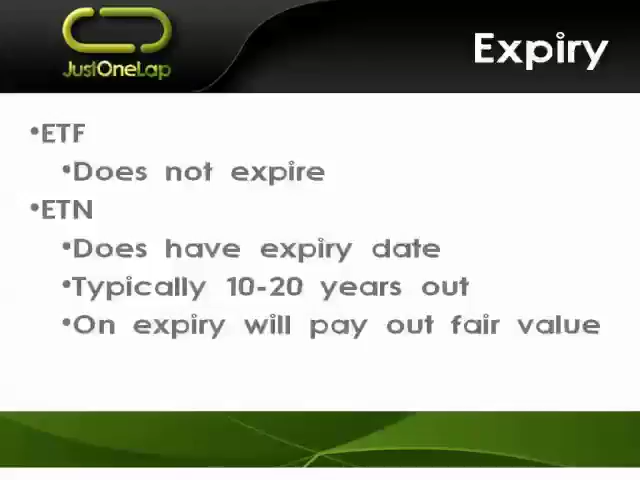 JustOneLap
Expiry
•ETF
•Does not expire
•ETN
•Does have expiry date
•Typically 10-20 years out
•On expiry will pay out fair value